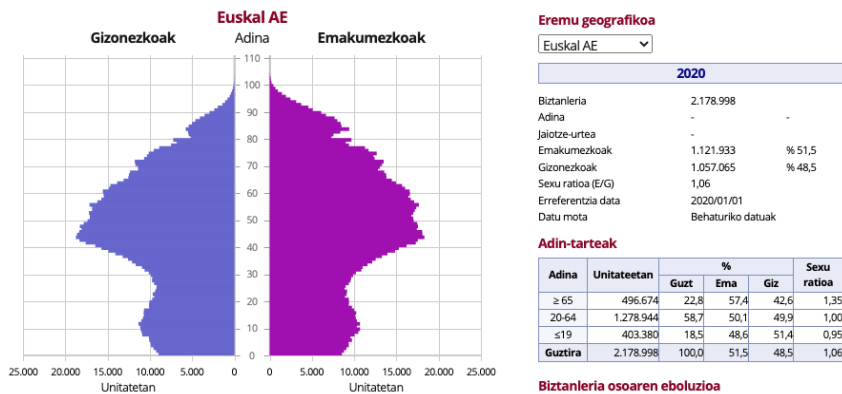 Euskal AE
Gizonezkoak Adina Emakumezkoak
110
100
90
80
70
60
50
40
30
20
10
0
25.000 20.000 15.000 10.000 5.000 0 0 5.000 10.000 15.000 20.000 25.000
Unitatetan Unitatetan
Eremu geografikoa
Euskal AE
2020
Biztanleria 2.178.998
Adina - -
Jaiotze-urtea -
Emakumezkoak 1.121.933 % 51,5
Gizonezkoak 1.057.065 % 48,5
Sexu ratioa (E/G) 1,06
Erreferentzia data 2020/01/01
Datu mota Behaturiko datuak
Adin-tarteak
Adina Unitateetan % Sexu ratioa
Guzt Ema Giz
≥ 65 496.674 22,8 57,4 42,6 1,35
20-64 1.278.944 58,7 50,1 49,9 1,00
≤19 403.380 18,5 48,6 51,4 0,95
Guztira 2.178.998 100,0 51,5 48,5 1,06
Biztanleria osoaren eboluzioa